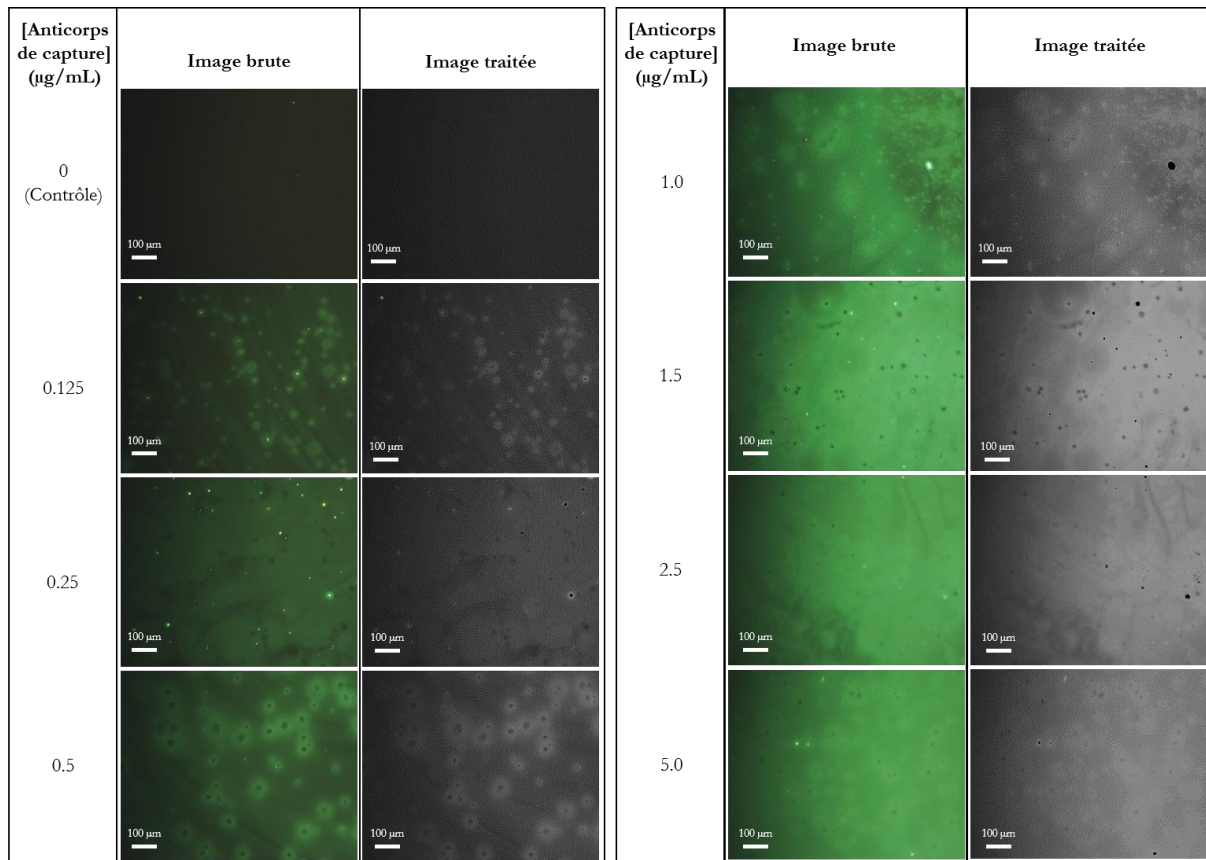 [Anticorps
de capture]
(µg/mL)
Image brute
Image traitée
0
(Contrôle)
100 µm
100 µm
0.125
100 µm
100 µm
0.25
100 µm
100 µm
0.5
100 µm
100 µm
[Anticorps
de capture]
(µg/mL)
Image brute
Image traitée
1.0
100 µm
100 µm
1.5
100 µm
100 µm
2.5
100 µm
100 µm
5.0
100 µm
100 µm